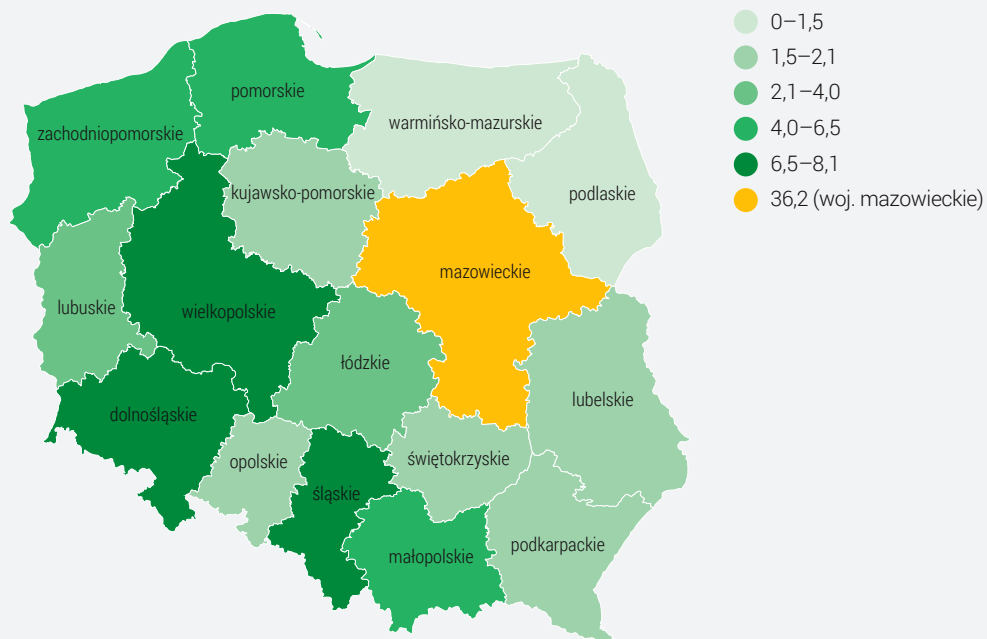 0–1,5
1,5–2,1
2,1–4,0
4,0–6,5
6,5–8,1
36,2 (woj. mazowieckie)
pomorskie
warmińsko-mazurskie
zachodniopomorskie
kujawsko-pomorskie
podlaskie
mazowieckie
lubuskie
wielkopolskie
łódzkie
lubelskie
dolnośląskie
opolskie
świętokrzyskie
śląskie
podkarpackie
małopolskie